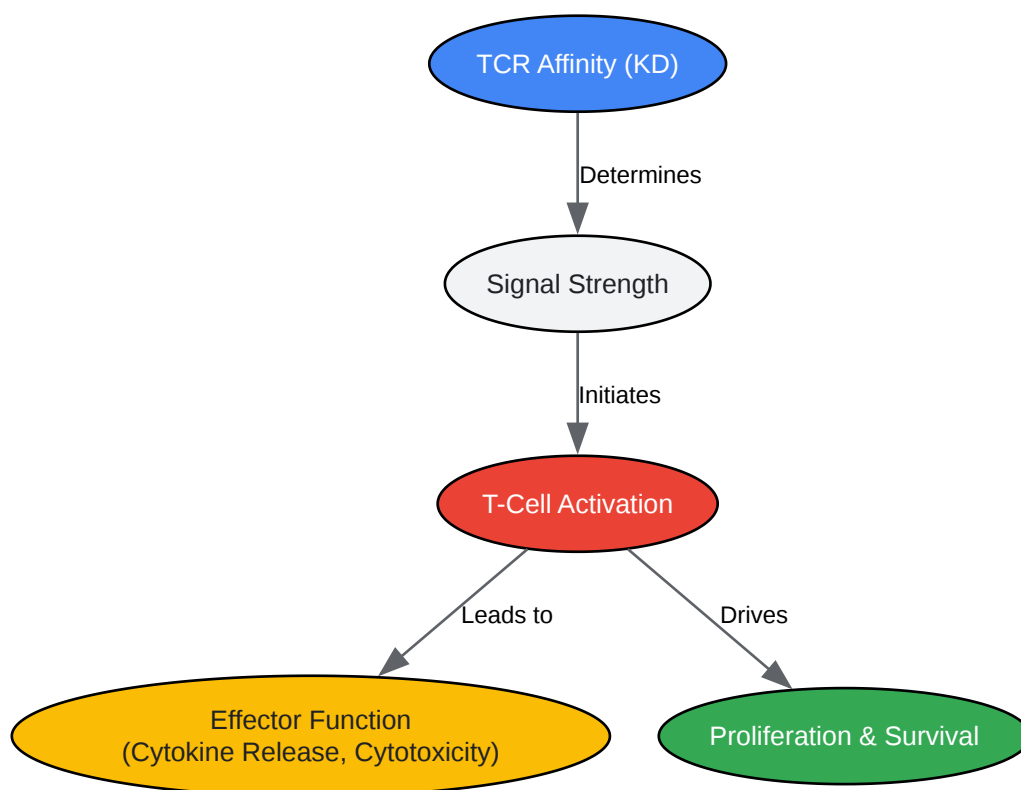 TCR Affinity (KD)
Determines
Signal Strength
Initiates
T-Cell Activation
Leads to
Drives
Effector Function
(Cytokine Release, Cytotoxicity)
Proliferation & Survival